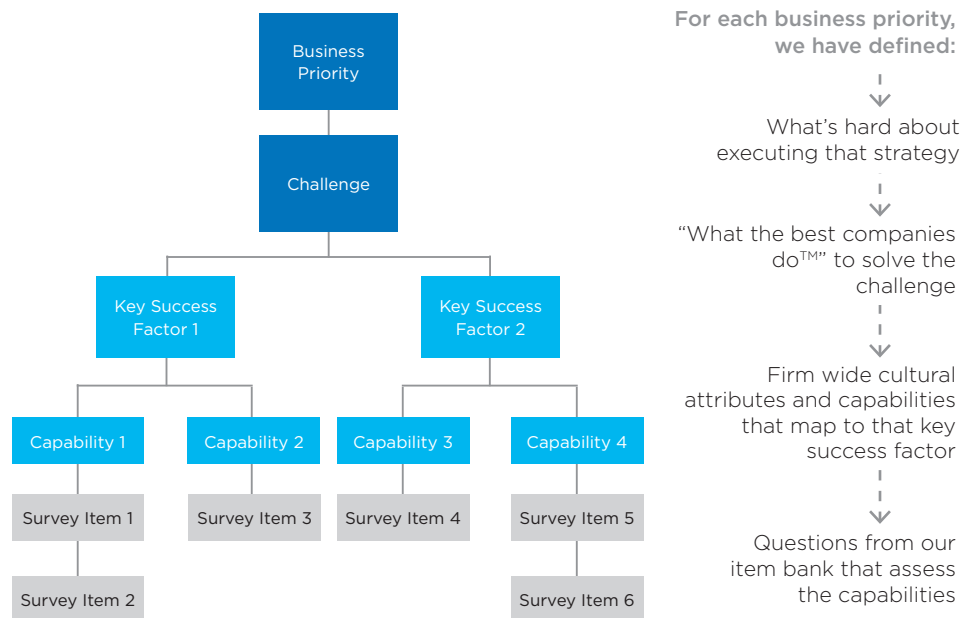 Business
Priority
Challenge
Key Success
Factor 1
Key Success
Factor 2
Capability 1
Capability 2
Capability 3
Capability 4
Survey Item 1
Survey Item 3
Survey Item 4
Survey Item 5
Survey Item 2
Survey Item 6
For each business priority,
we have defined:
What's hard about
executing that strategy
“What the best companies
do™” to solve the
challenge
Firm wide cultural
attributes and capabilities
that map to that key
success factor
Questions from our
item bank that assess
the capabilities